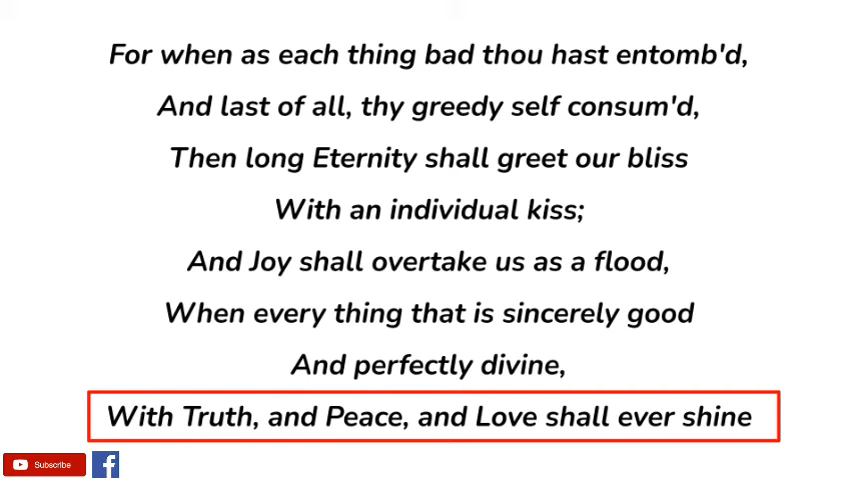 For when as each thing bad thou hast entomb'd,
And last of all, thy greedy self consum'd,
Then long Eternity shall greet our bliss
With an individual kiss;
And Joy shall overtake us as a flood,
When every thing that is sincerely good
And perfectly divine,
With Truth, and Peace, and Love shall ever shine
Subscribe